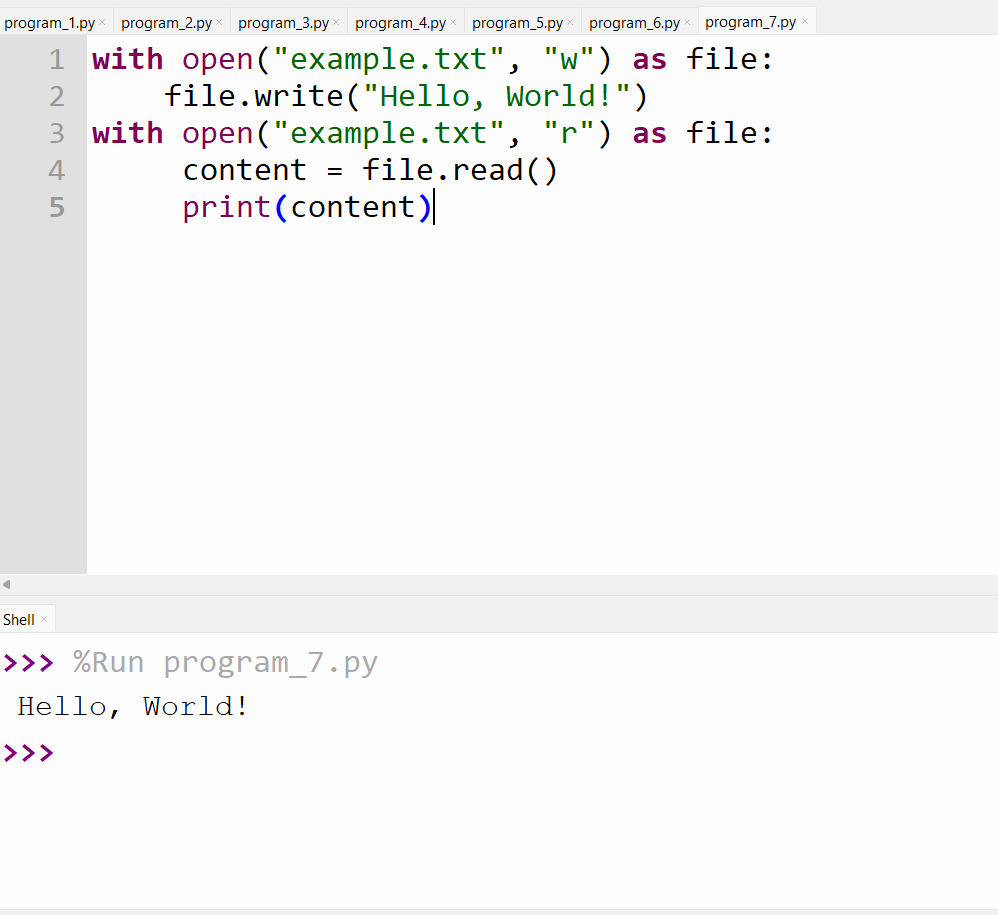 program_1.py × program_2.py × program_3.py × program_4.py × program_5.py × program_6.py × program_7.py ×
1 with open("example.txt", "w") as file:
2     file.write("Hello, World!")
3 with open("example.txt", "r") as file:
4      content = file.read()
5      print(content)
Shell ×
>>> %Run program_7.py
Hello, World!
>>>